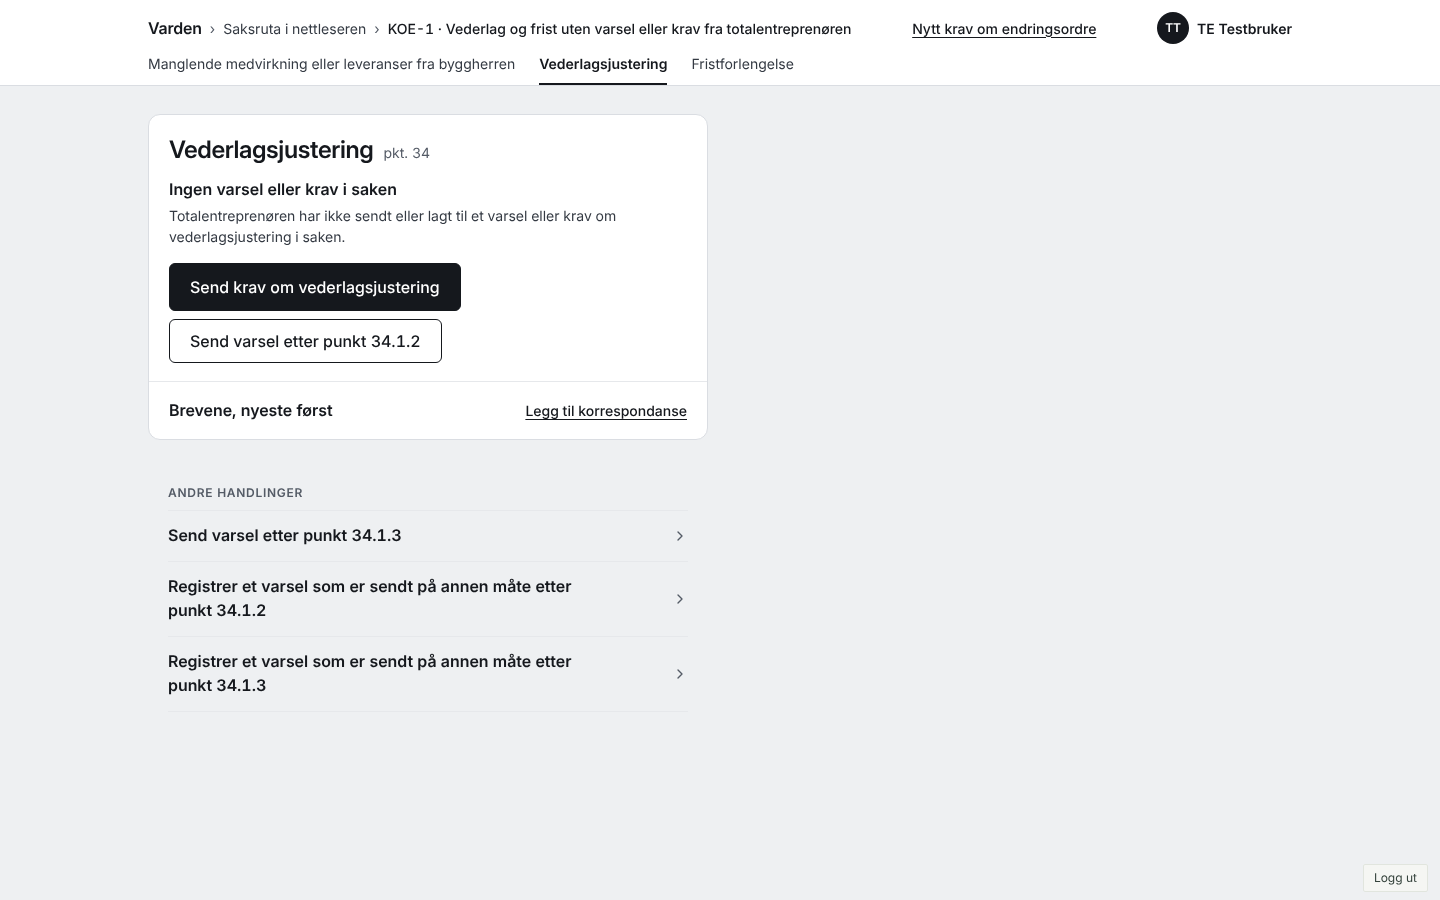 Varden › Saksruta i nettleseren › KOE-1 · Vederlag og frist uten varsel eller krav fra totalentreprenøren
Nytt krav om endringsordre
TT TE Testbruker
Manglende medvirkning eller leveranser fra byggherren
Vederlagsjustering
Fristforlengelse
Vederlagsjustering pkt. 34
Ingen varsel eller krav i saken
Totalentreprenøren har ikke sendt eller lagt til et varsel eller krav om
vederlagsjustering i saken.
Send krav om vederlagsjustering
Send varsel etter punkt 34.1.2
Brevene, nyeste først
Legg til korrespondanse
ANDRE HANDLINGER
Send varsel etter punkt 34.1.3
Registrer et varsel som er sendt på annen måte etter
punkt 34.1.2
Registrer et varsel som er sendt på annen måte etter
punkt 34.1.3
Logg ut